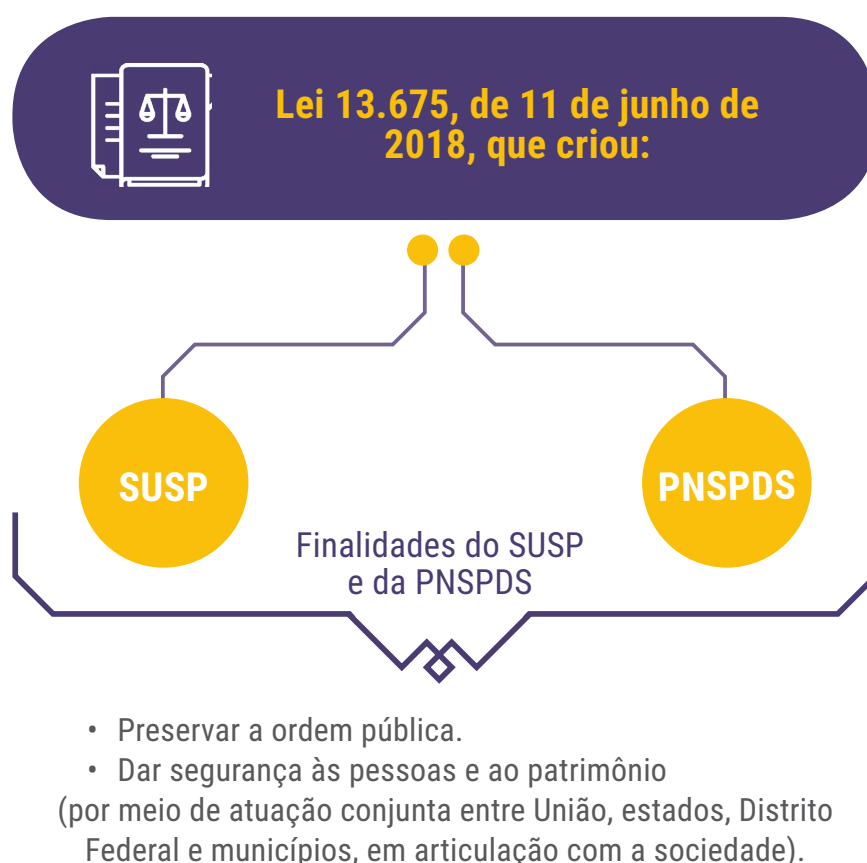 Lei 13.675, de 11 de junho de
2018, que criou:
SUSP
PNSPDS
Finalidades do SUSP
e da PNSPDS
• Preservar a ordem pública.
• Dar segurança às pessoas e ao patrimônio
(por meio de atuação conjunta entre União, estados, Distrito
Federal e municípios, em articulação com a sociedade).